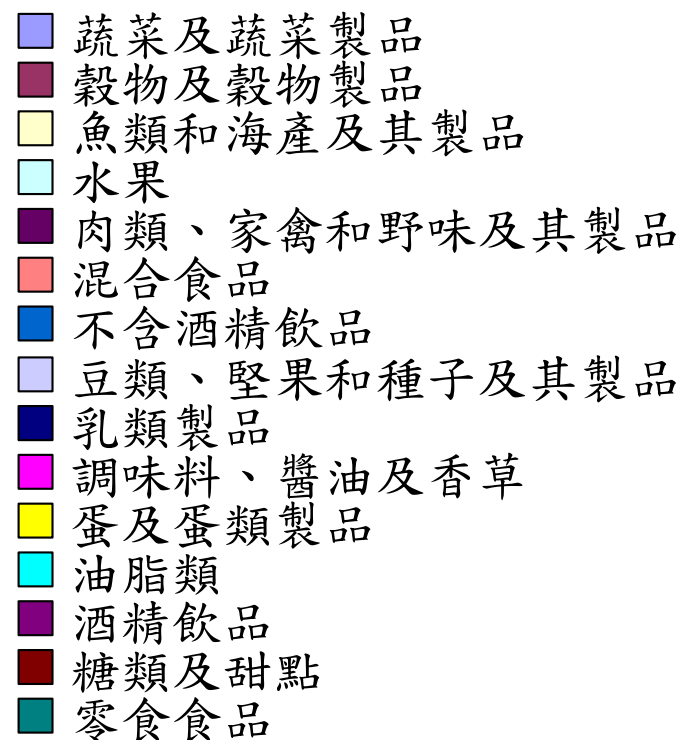 蔬菜及蔬菜製品
穀物及穀物製品
魚類和海產及其製品
水果
肉類、家禽和野味及其製品
混合食品
不含酒精飲品
豆類、堅果和種子及其製品
乳類製品
調味料、醬油及香草
蛋及蛋類製品
油脂類
酒精飲品
糖類及甜點
零食食品